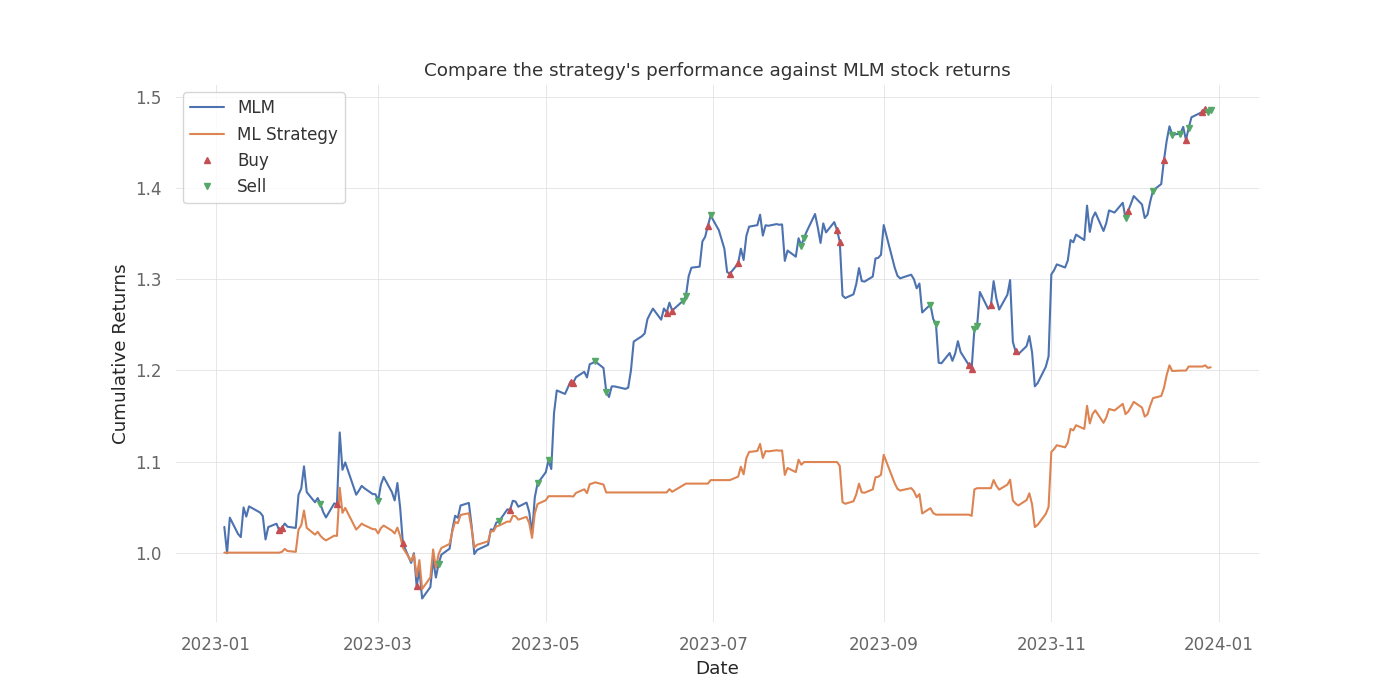 Compare the strategy's performance against MLM stock returns
MLM
ML Strategy
Buy
Sell
Cumulative Returns
1.5
1.4
1.3
1.2
1.1
1.0
2023-01
2023-03
2023-05
2023-07
2023-09
2023-11
2024-01
Date